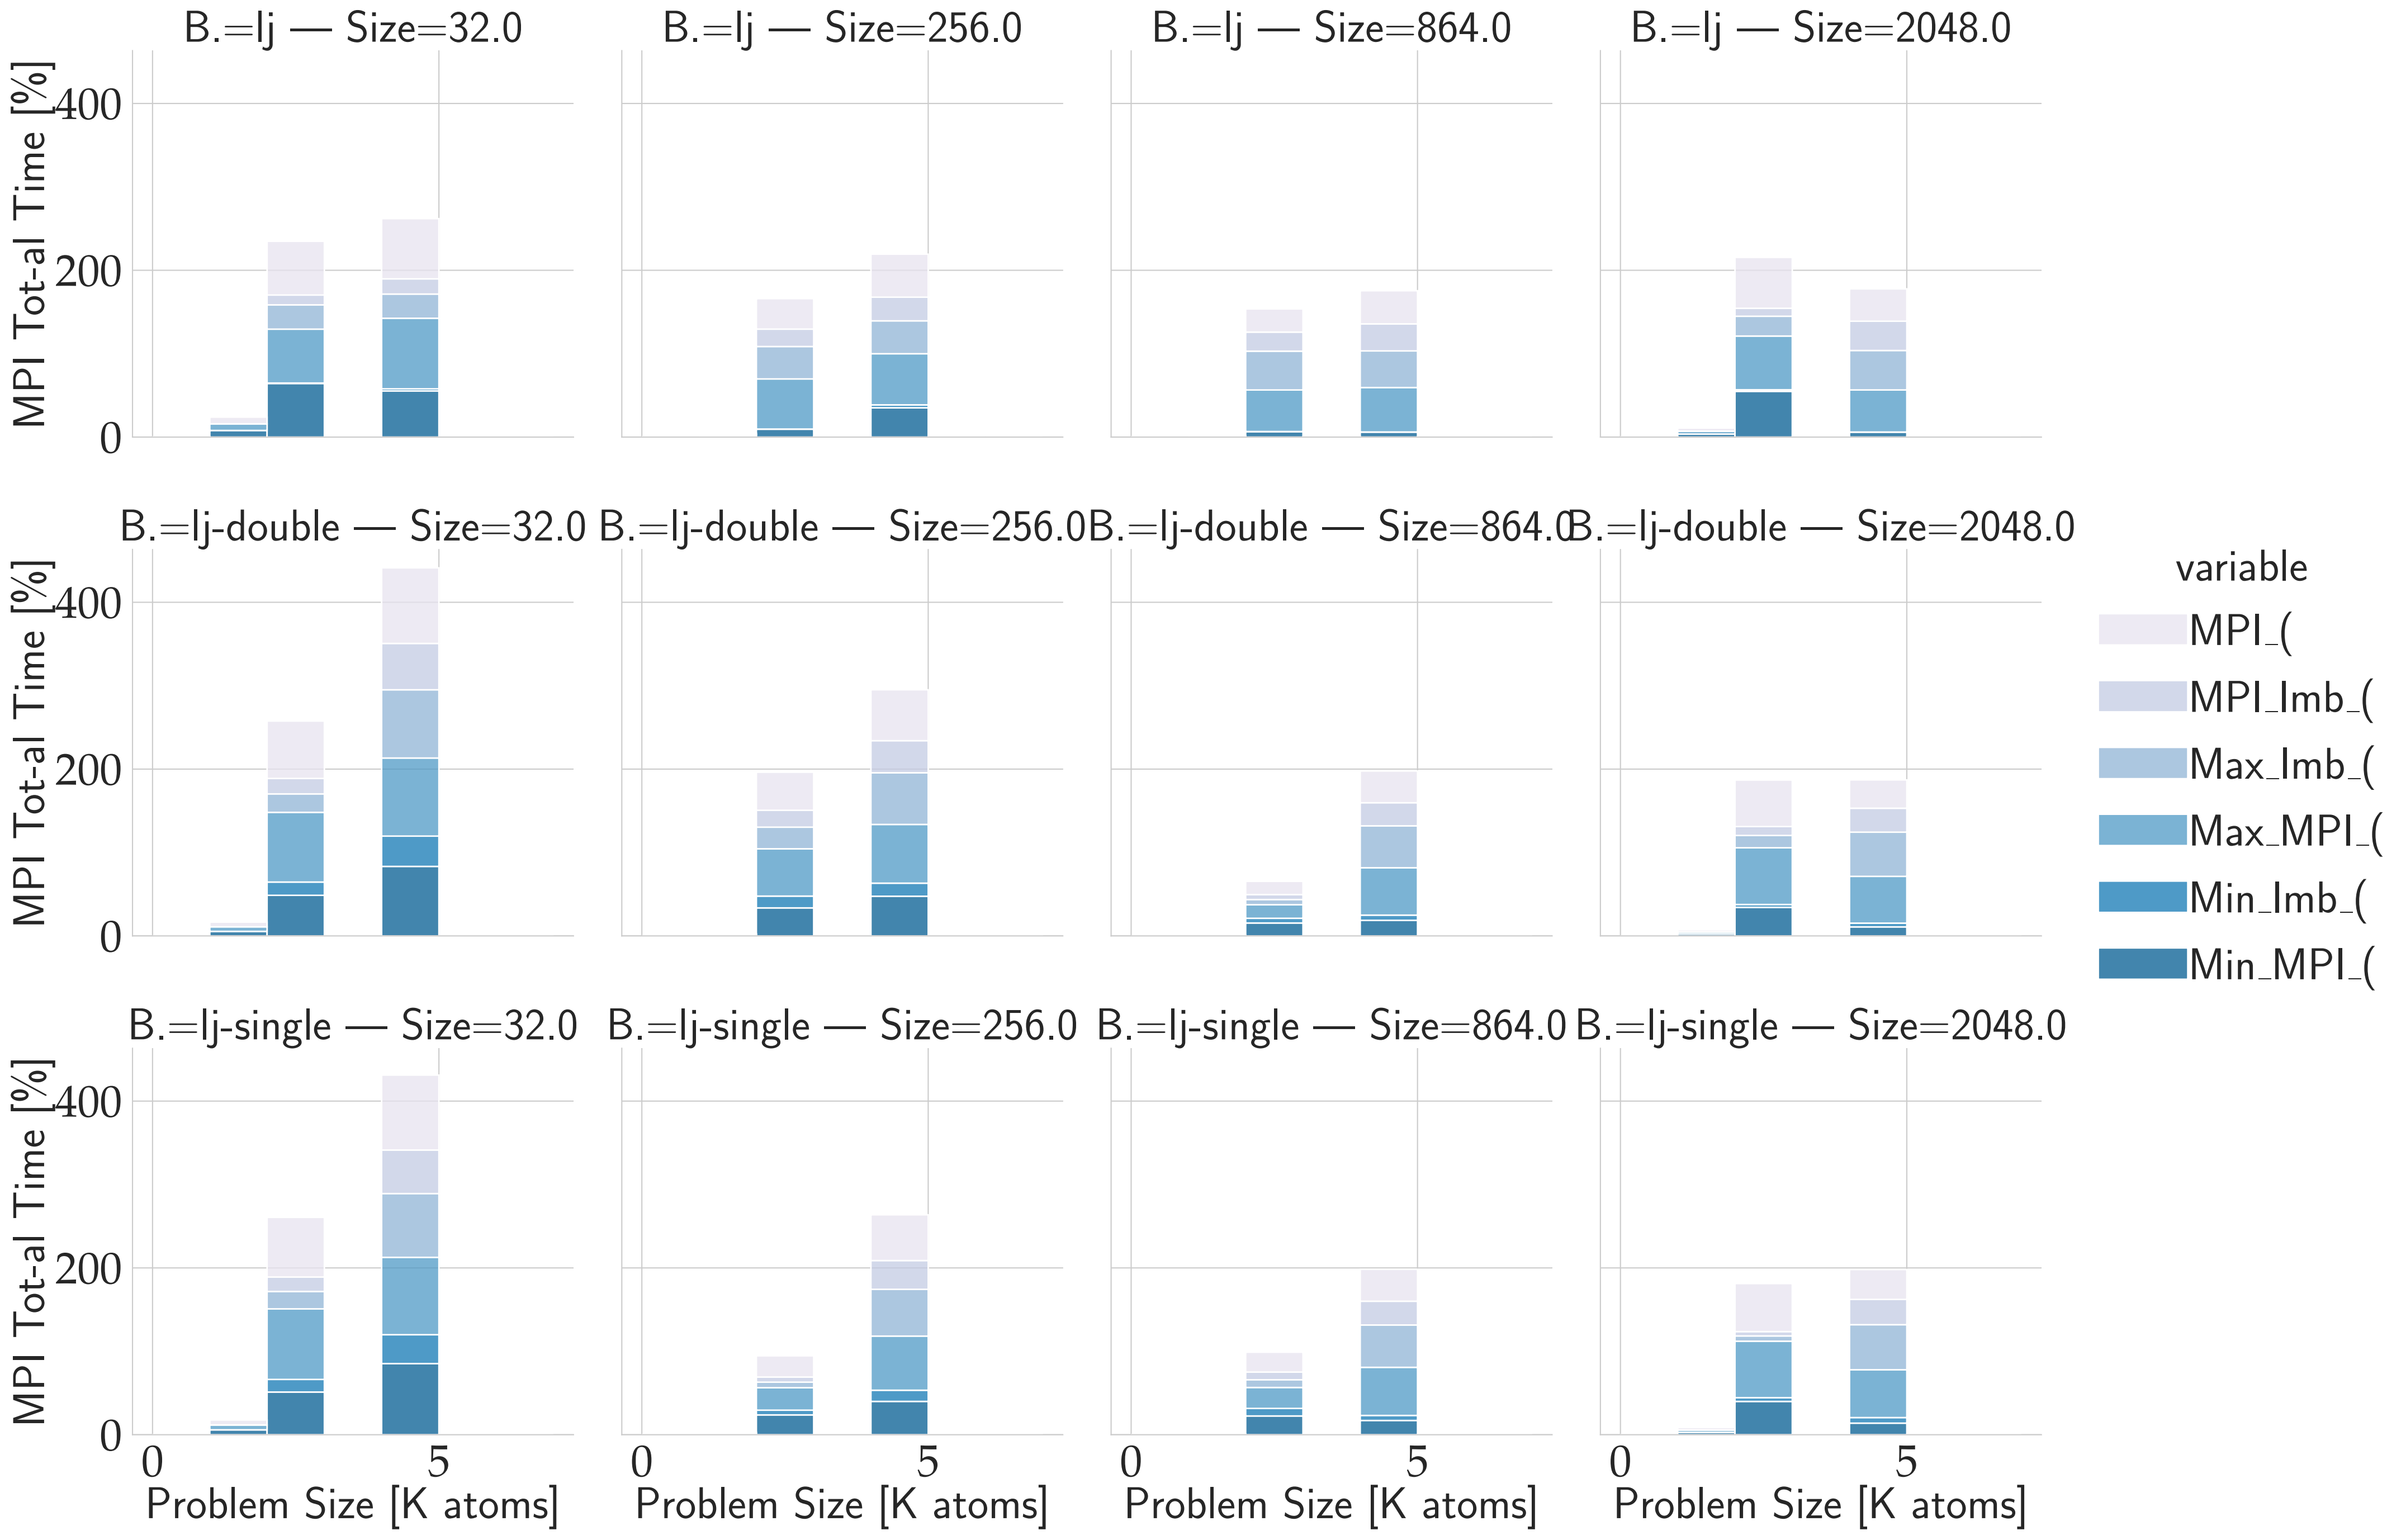 B.=lj — Size=32.0
B.=lj — Size=256.0
B.=lj — Size=864.0
B.=lj — Size=2048.0
MPI Tot-al Time [%]
400
200
0
B.=lj-double — Size=32.0
B.=lj-double — Size=256.0
B.=lj-double — Size=864.0
B.=lj-double — Size=2048.0
MPI Tot-al Time [%]
400
200
0
variable
MPI_(
MPI_Imb_(
Max_Imb_(
Max_MPI_(
Min_Imb_(
Min_MPI_(
B.=lj-single — Size=32.0
B.=lj-single — Size=256.0
B.=lj-single — Size=864.0
B.=lj-single — Size=2048.0
MPI Tot-al Time [%]
400
200
0
0 5
0 5
0 5
0 5
Problem Size [K atoms]
Problem Size [K atoms]
Problem Size [K atoms]
Problem Size [K atoms]